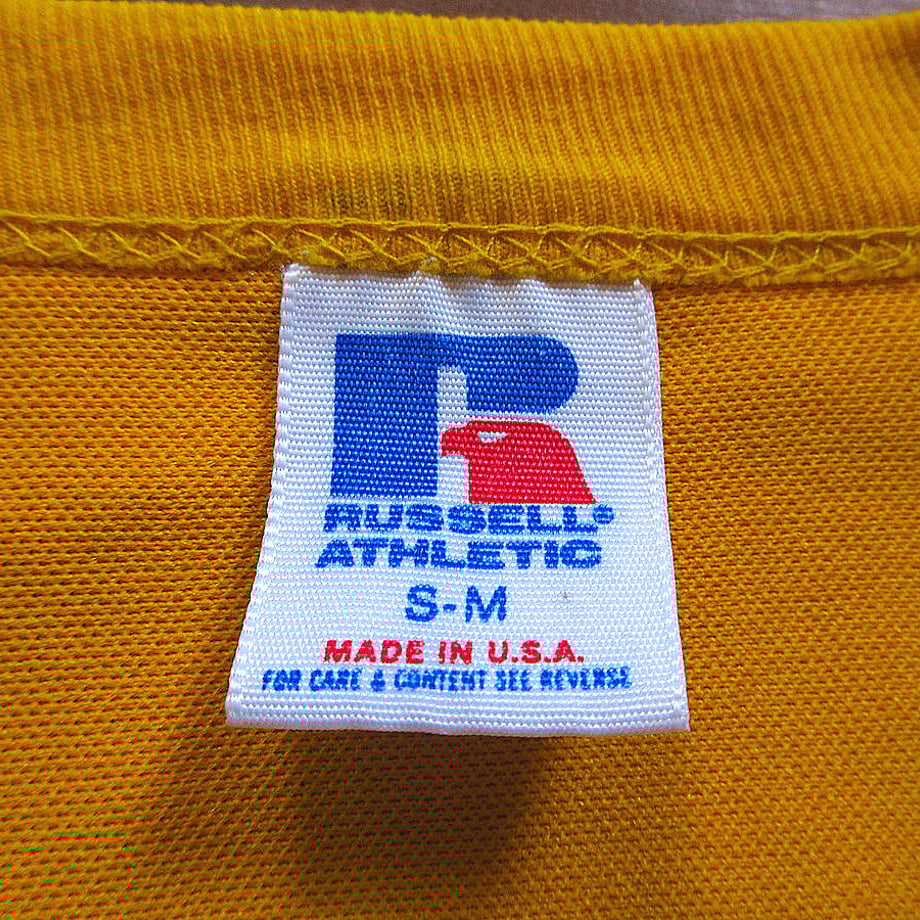 R
RUSSELL®
ATHLETIC
S-M
MADE IN U.S.A.
FOR CARE & CONTENT SEE REVERSE